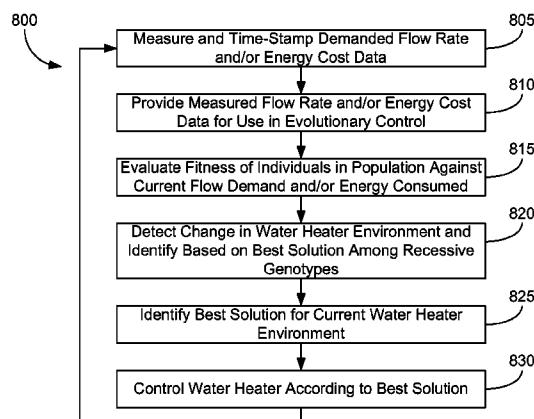 800
Measure and Time-Stamp Demanded Flow Rate
and/or Energy Cost Data
805
Provide Measured Flow Rate and/or Energy Cost
Data for Use in Evolutionary Control
810
Evaluate Fitness of Individuals in Population Against
Current Flow Demand and/or Energy Consumed
815
Detect Change in Water Heater Environment and
Identify Based on Best Solution Among Recessive
Genotypes
820
Identify Best Solution for Current Water Heater
Environment
825
Control Water Heater According to Best Solution
830